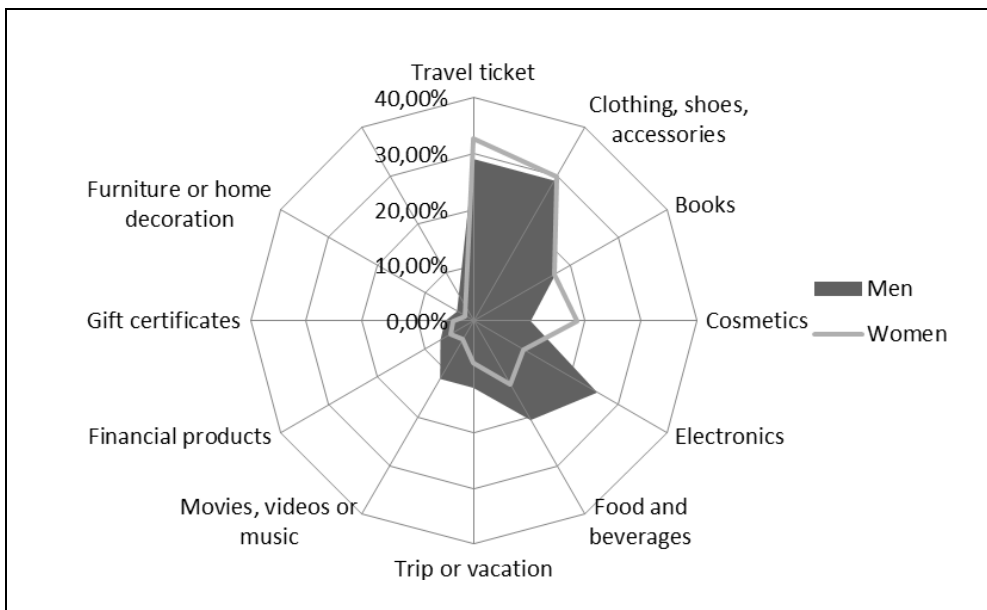 Travel ticket
40,00%
30,00%
20,00%
10,00%
0,00%
Clothing, shoes,
accessories
Books
Cosmetics
Electronics
Food and
beverages
Trip or vacation
Movies, videos or
music
Financial products
Gift certificates
Furniture or home
decoration
Men
Women